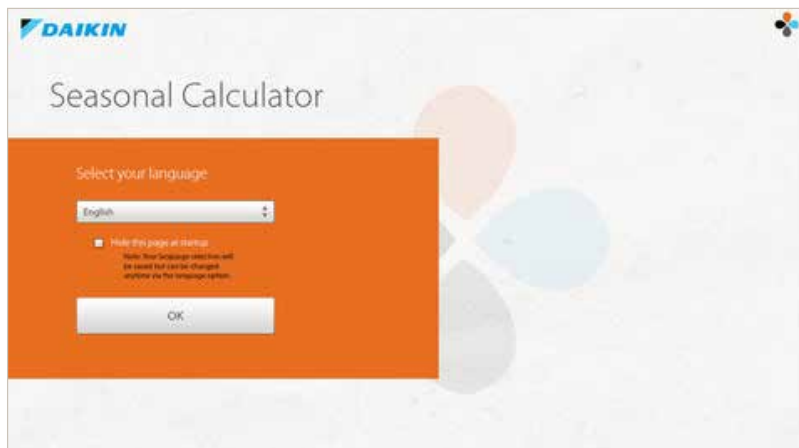 DAIKIN
Seasonal Calculator
Select your language
English
Hide this page at startup
Note: Your language selection will
be saved but can be changed
anytime via the language option.
OK